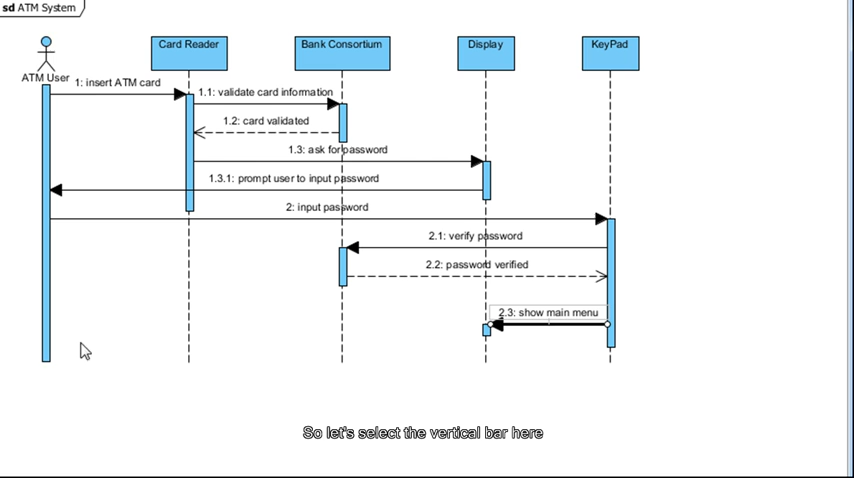 sd ATM System
Card Reader
Bank Consortium
Display
KeyPad
ATM User
1: insert ATM card
1.1: validate card information
1.2: card validated
1.3: ask for password
1.3.1: prompt user to input password
2: input password
2.1: verify password
2.2: password verified
2.3: show main menu
So let's select the vertical bar here